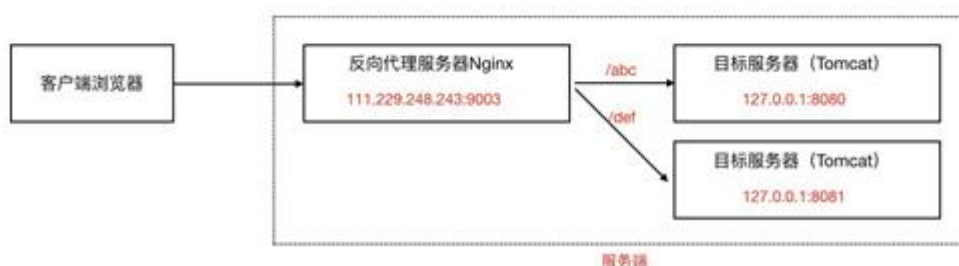 客户端浏览器
反向代理服务器Nginx
111.229.248.243:9003
/abc
/def
目标服务器（Tomcat）
127.0.0.1:8080
目标服务器（Tomcat）
127.0.0.1:8081
服务端